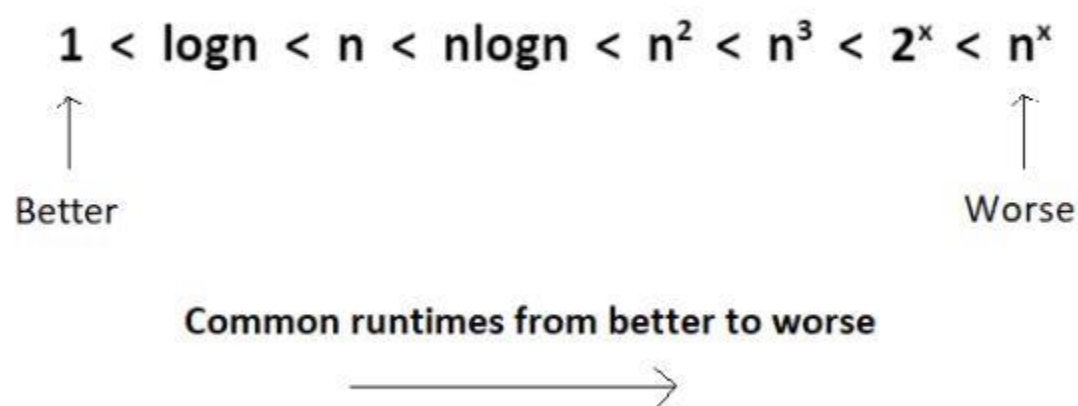 1 < logn < n < nlogn < n² < n³ < 2ˣ < nˣ
Better Worse
Common runtimes from better to worse